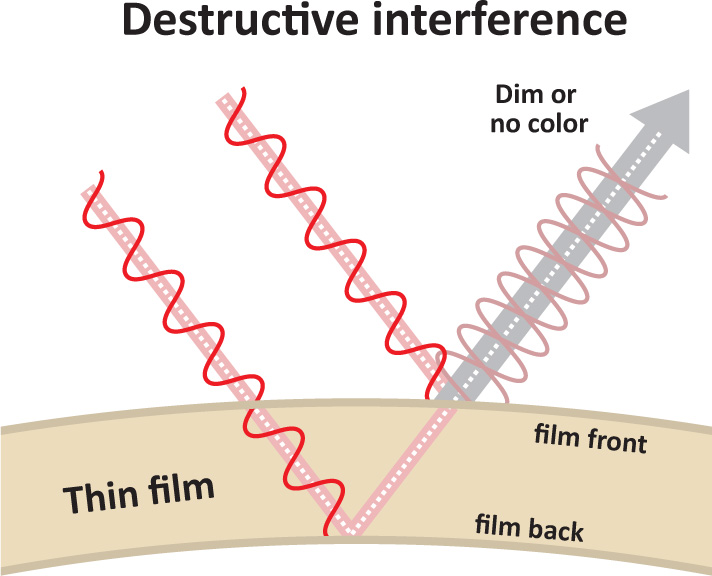 Destructive interference
Dim or
no color
film front
Thin film
film back